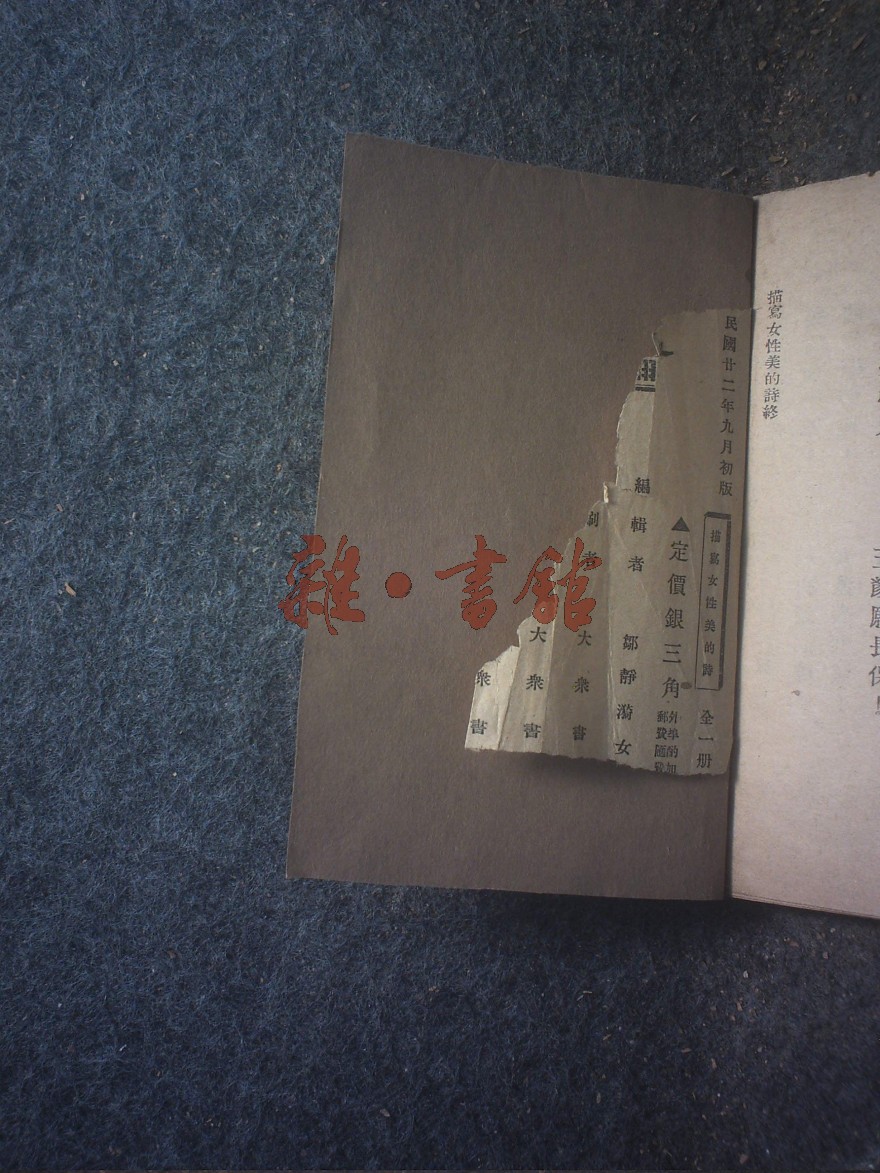 描寫女性美的詩終
民國廿二年九月初版
描寫女性美的詩
全一册
▲定價銀三角
外埠酌加
郵費匯費
編輯者 鄒靜漪女
刻者 大衆書
大衆書
衆書
雜·書館